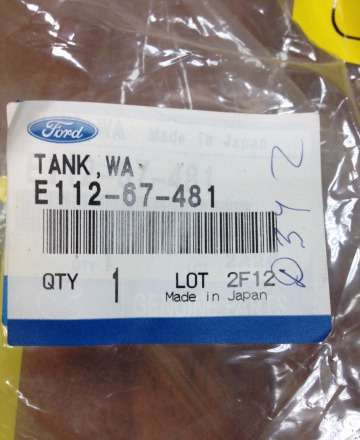 Ford
TANK,WA
E112-67-481
QTY 1 LOT 2F12
Made in Japan